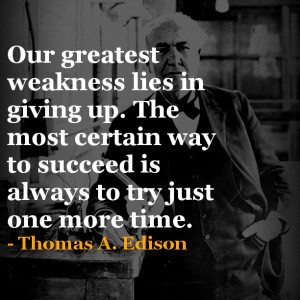 Our greatest
weakness lies in
giving up. The
most certain way
to succeed is
always to try just
one more time.
- Thomas A. Edison